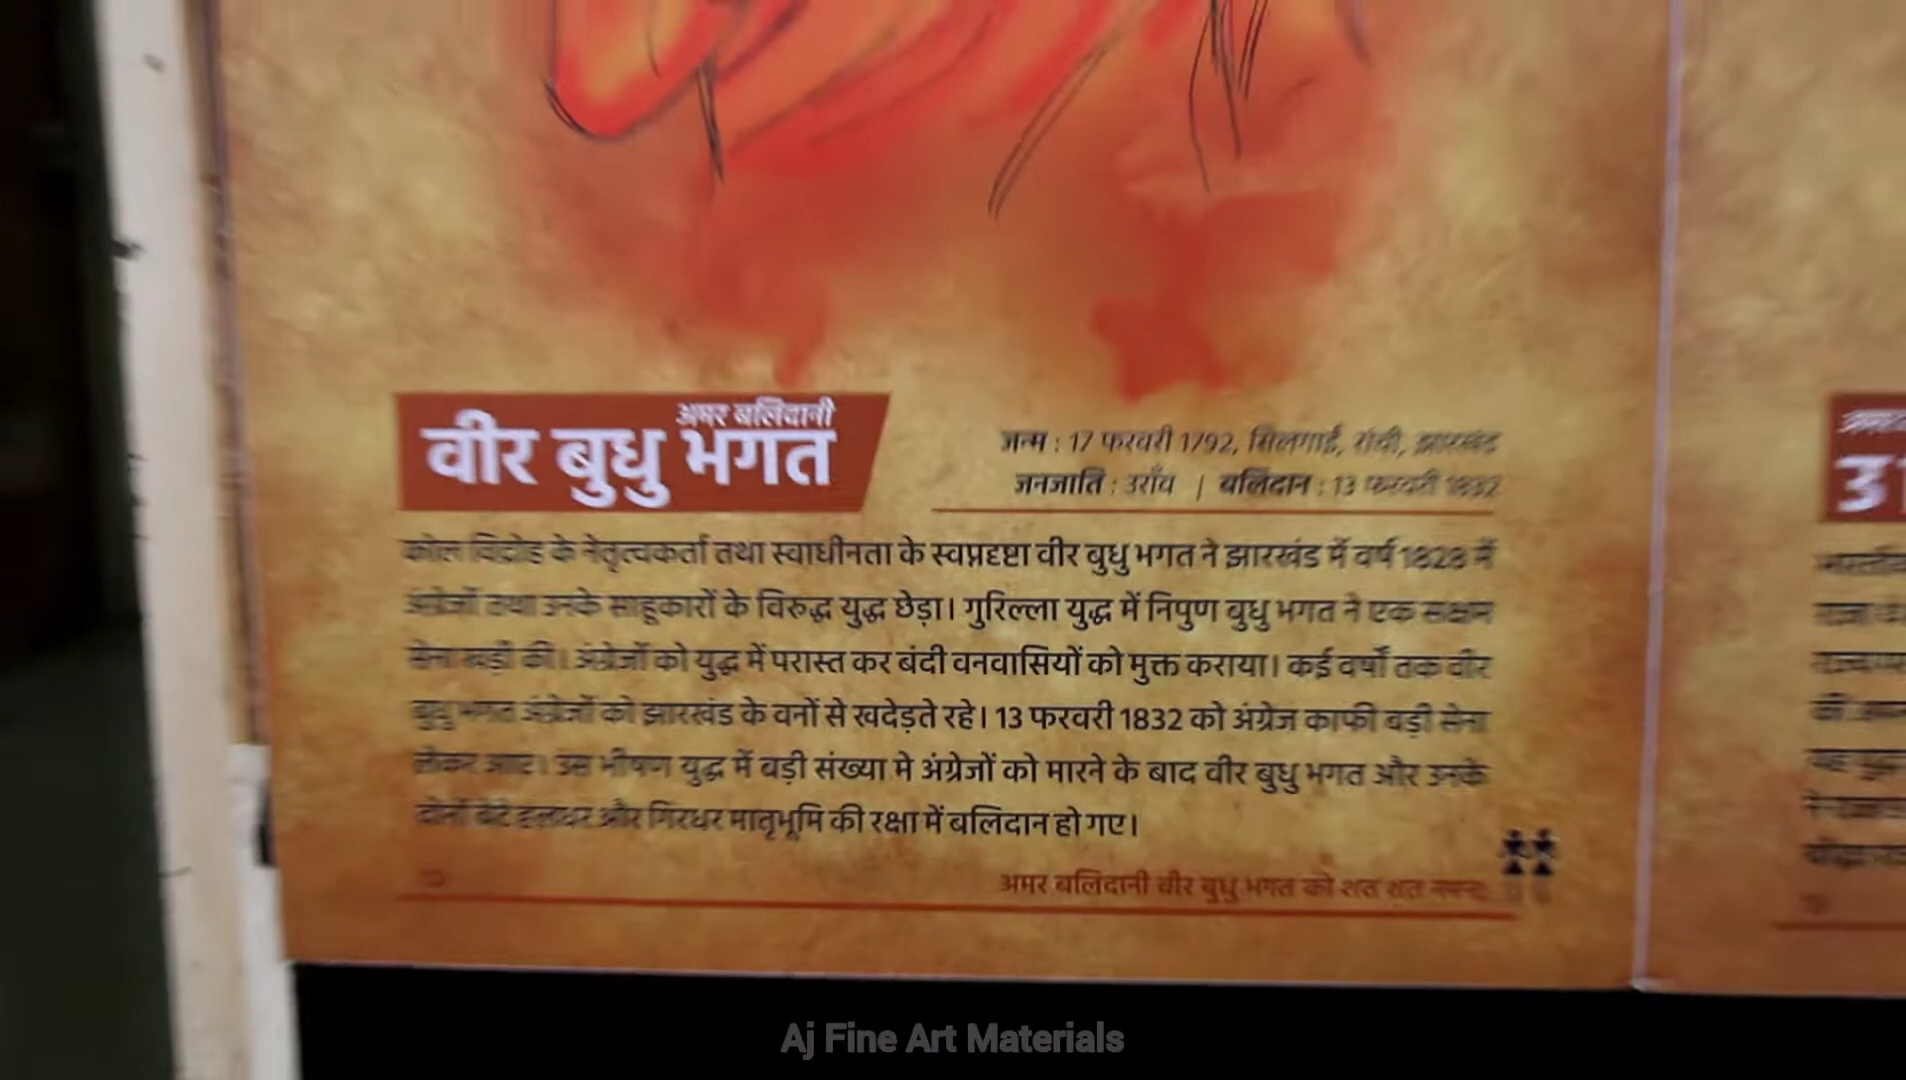 अमर बलिदानी
वीर बुधु भगत
जन्म : 17 फरवरी 1792, सिलगाईं, रांची, झारखंड
जनजाति : उराँव | बलिदान : 13 फरवरी 1832
कोल विद्रोह के नेतृत्वकर्ता तथा स्वाधीनता के स्वप्नदृष्टा वीर बुधु भगत ने झारखंड में वर्ष 1828 में
अंग्रेजों तथा उनके साहूकारों के विरुद्ध युद्ध छेड़ा। गुरिल्ला युद्ध में निपुण बुधु भगत ने एक सक्षम
सेना खड़ी की। अंग्रेजों को युद्ध में परास्त कर बंदी वनवासियों को मुक्त कराया। कई वर्षों तक वीर
बुधु भगत अंग्रेजों को झारखंड के वनों से खदेड़ते रहे। 13 फरवरी 1832 को अंग्रेज काफी बड़ी सेना
लेकर आए। उस भीषण युद्ध में बड़ी संख्या मे अंग्रेजों को मारने के बाद वीर बुधु भगत और उनके
दोनों बेटे हलधर और गिरधर मातृभूमि की रक्षा में बलिदान हो गए।
अमर बलिदानी वीर बुधु भगत को शत शत नमन!
Aj Fine Art Materials